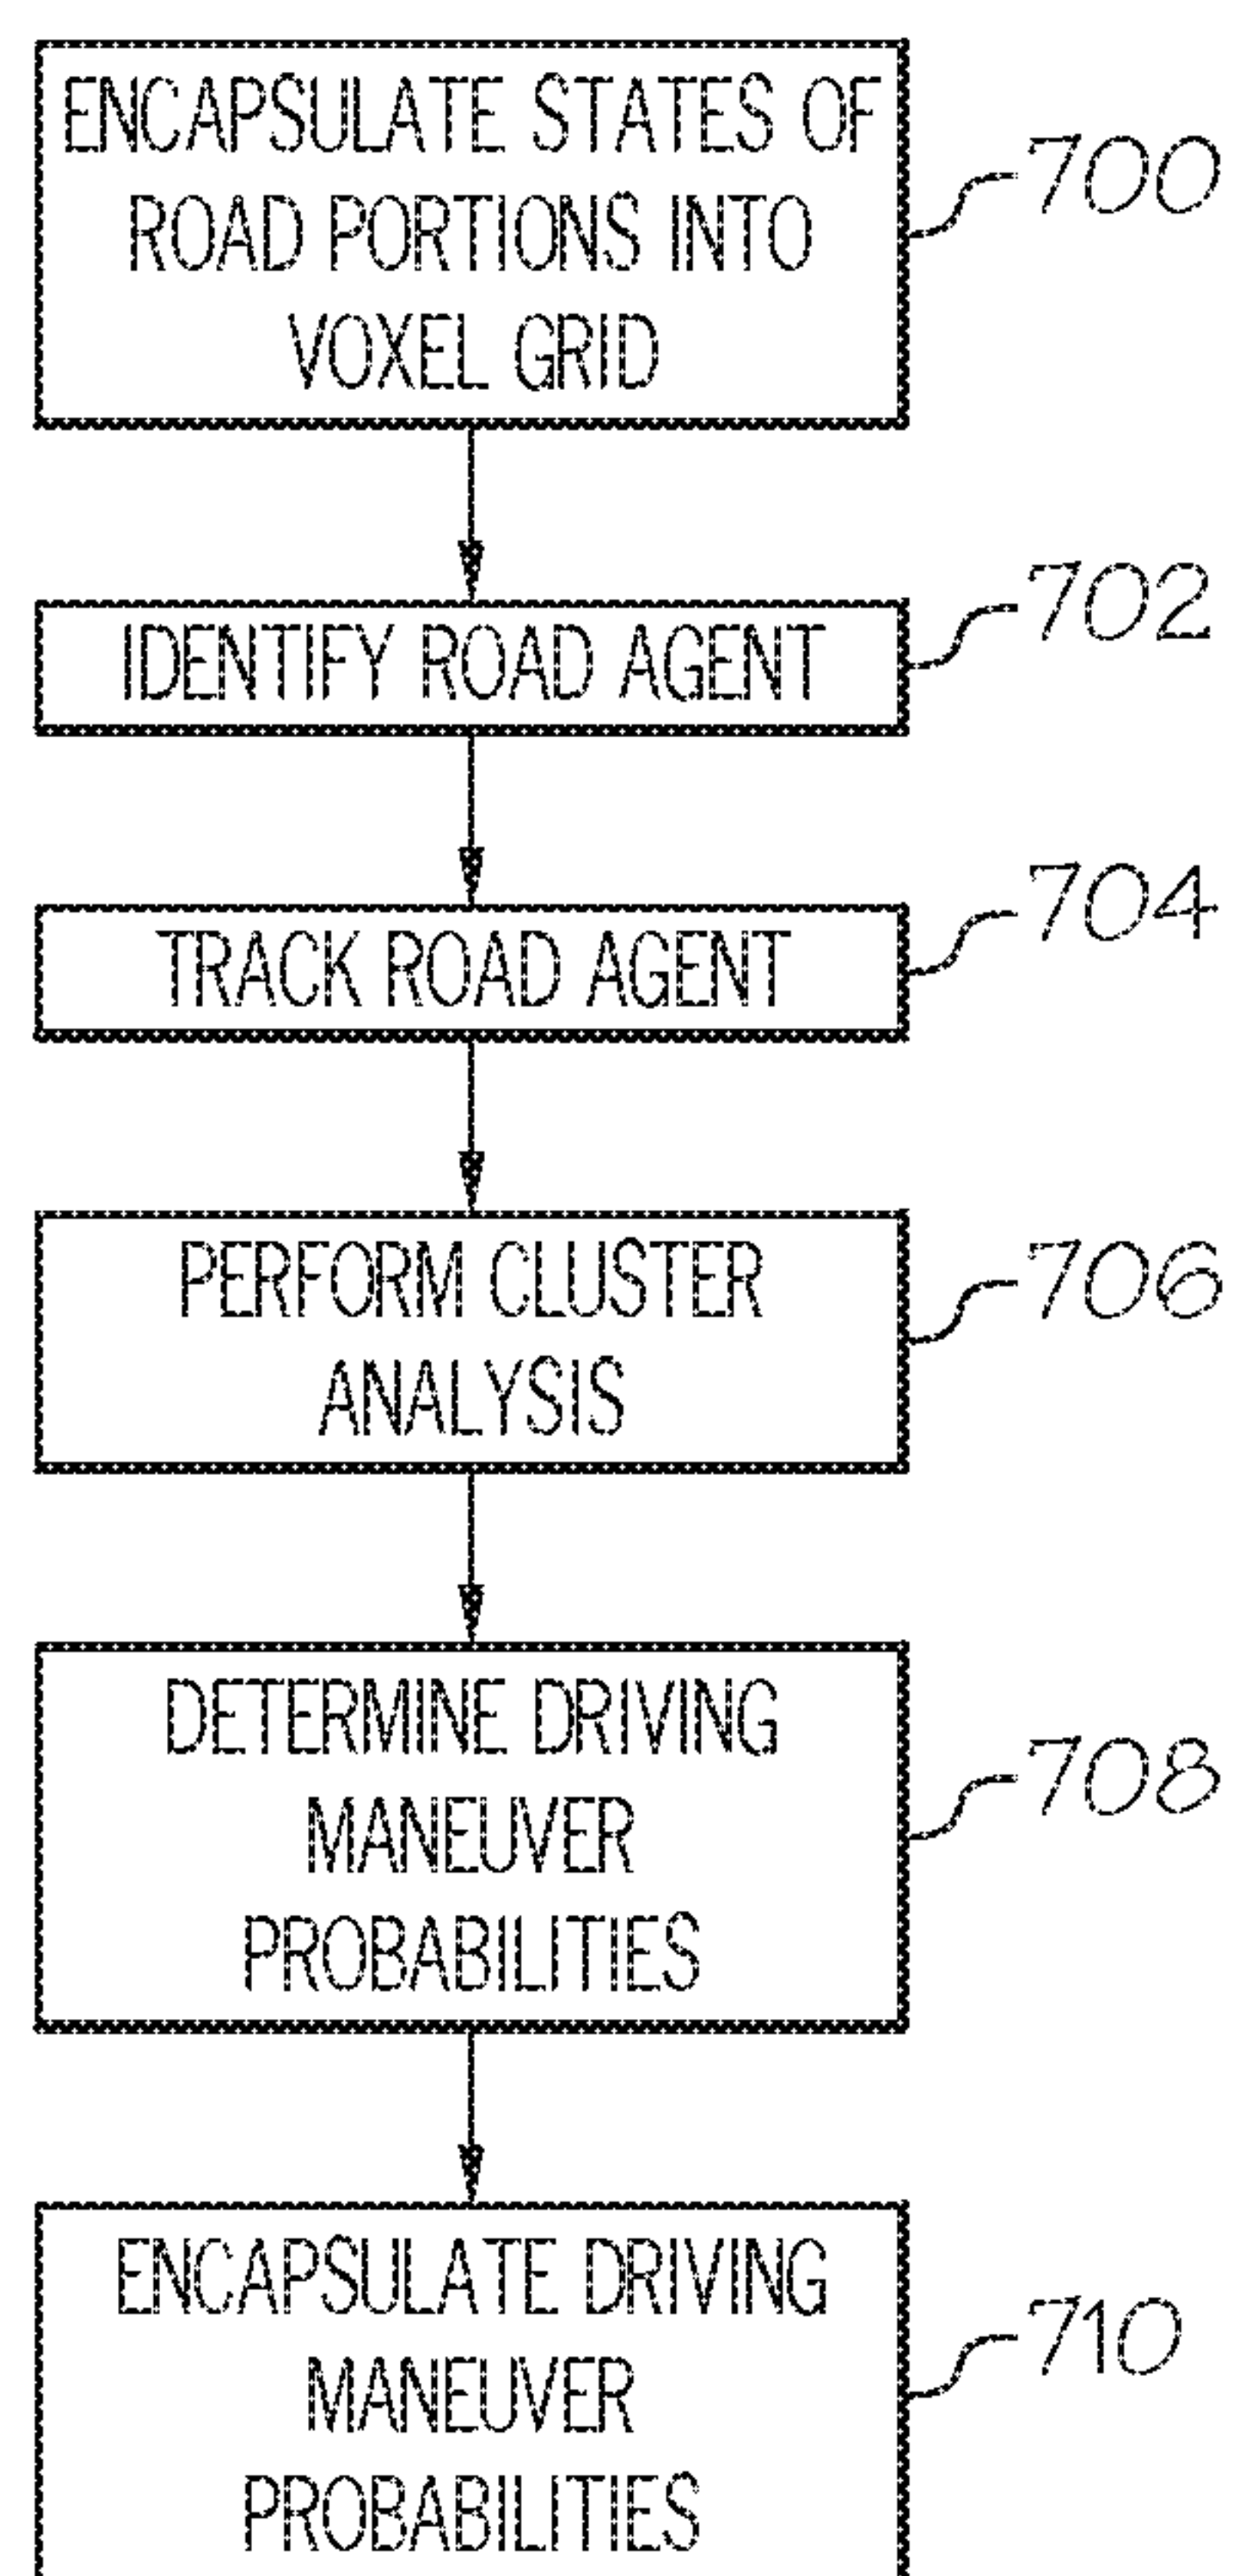 ENCAPSULATE STATES OF
ROAD PORTIONS INTO
VOXEL GRID
700
IDENTIFY ROAD AGENT
702
TRACK ROAD AGENT
704
PERFORM CLUSTER
ANALYSIS
706
DETERMINE DRIVING
MANEUVER
PROBABILITIES
708
ENCAPSULATE DRIVING
MANEUVER
PROBABILITIES
710